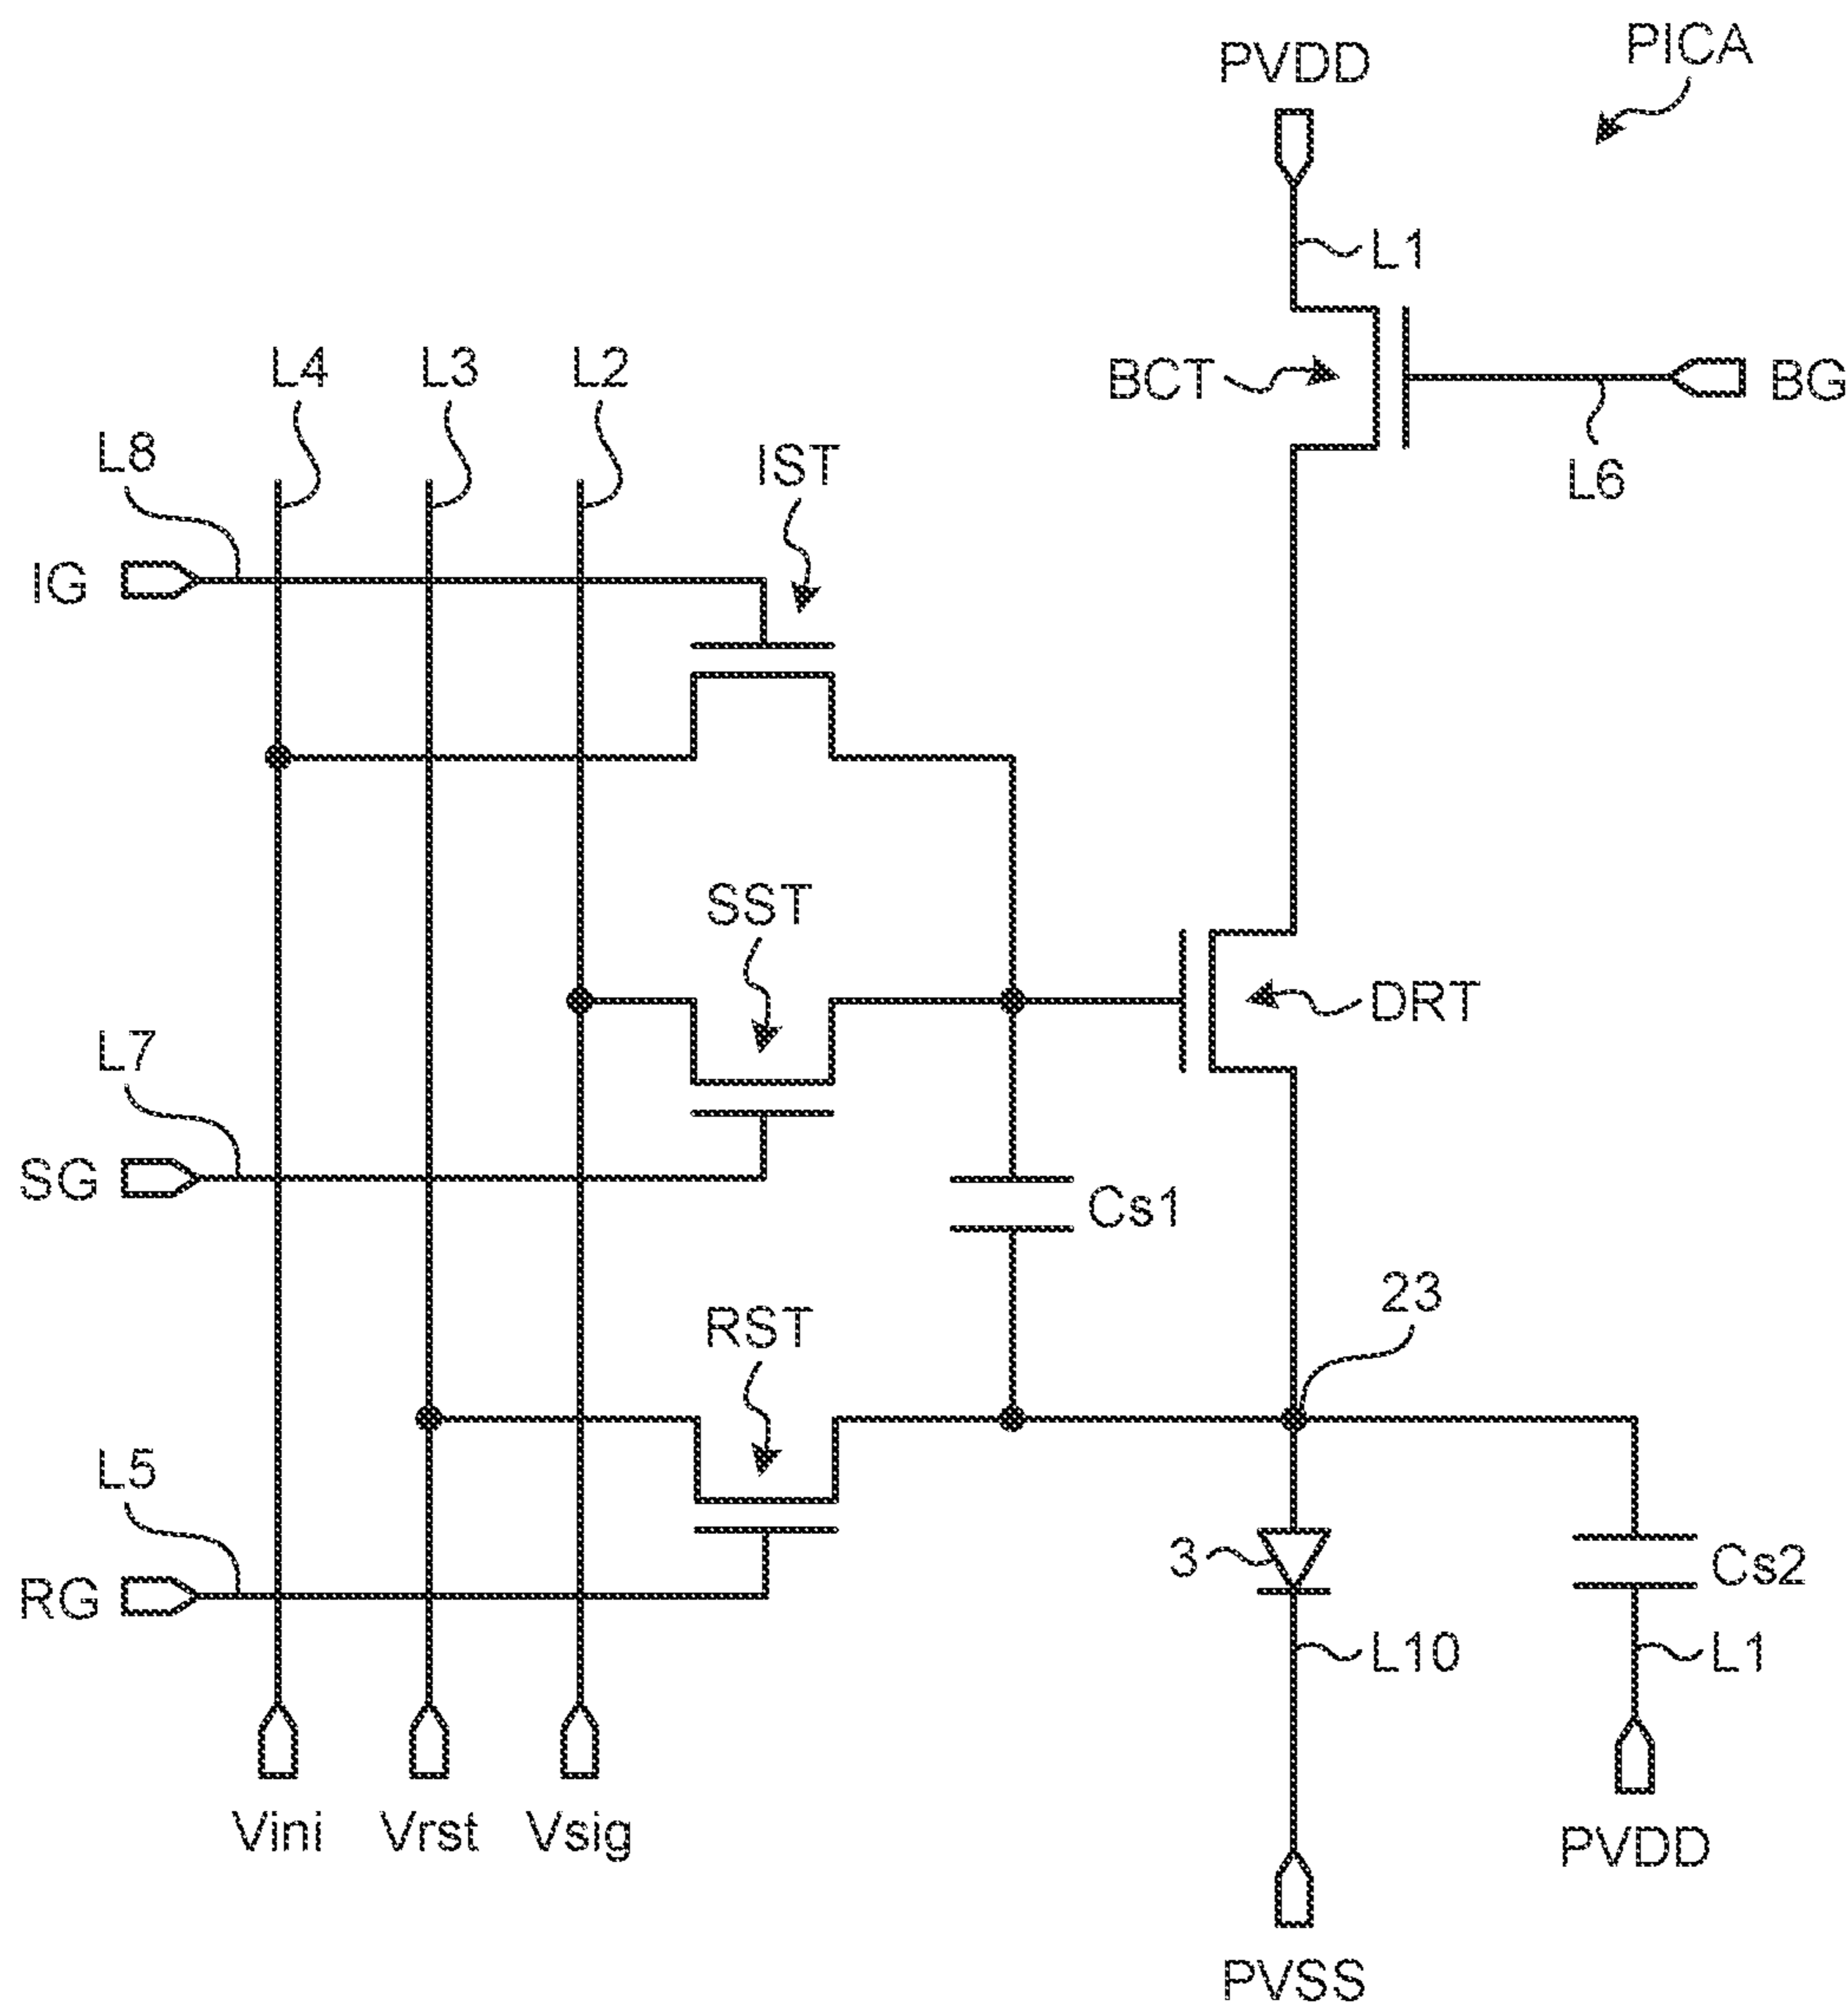 PICA
PVDD
L1
L4
L3
L2
BCT
BG
L8
IST
L6
IG
SST
DRT
L7
SG
Cs1
23
RST
L5
3
Cs2
RG
L10
L1
Vini
Vrst
Vsig
PVDD
PVSS